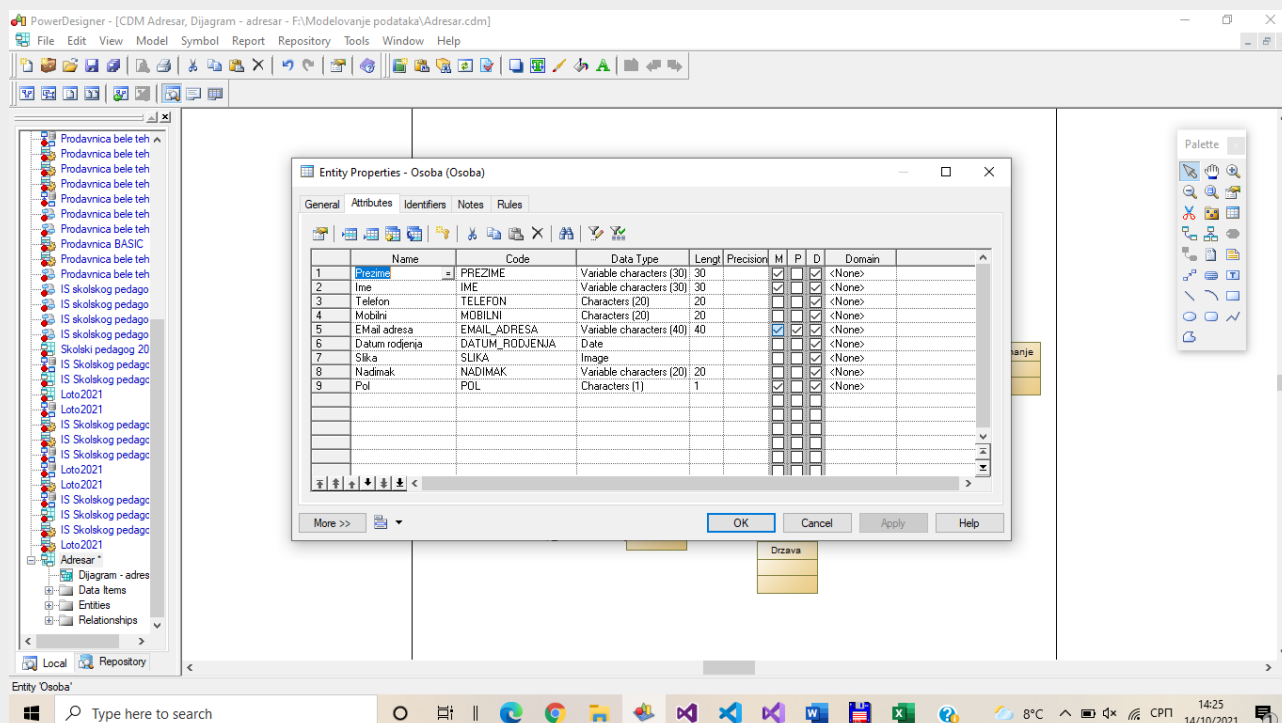 PowerDesigner - [CDM Adresar, Dijagram - adresar - F:\Modelovanje podataka\Adresar.cdm]
File Edit View Model Symbol Report Repository Tools Window Help
Prodavnica bele teh
Prodavnica bele teh
Prodavnica bele teh
Prodavnica bele teh
Prodavnica bele teh
Prodavnica bele teh
Prodavnica bele teh
Prodavnica BASIC
Prodavnica bele teh
Prodavnica bele teh
IS skolskog pedago
IS skolskog pedago
IS skolskog pedago
IS skolskog pedago
Skolski pedagog 20
IS Skolskog pedagc
IS Skolskog pedagc
Loto2021
Loto2021
IS Skolskog pedagc
IS Skolskog pedagc
IS Skolskog pedagc
Loto2021
Loto2021
IS Skolskog pedagc
IS Skolskog pedagc
IS Skolskog pedagc
Loto2021
Adresar *
Dijagram - adres
Data Items
Entities
Relationships
Local Repository
Entity Properties - Osoba (Osoba)
General Attributes Identifiers Notes Rules
Name Code Data Type Lengt Precision M P D Domain
1 Prezime = PREZIME Variable characters (30) 30 <None>
2 Ime IME Variable characters (30) 30 <None>
3 Telefon TELEFON Characters (20) 20 <None>
4 Mobilni MOBILNI Characters (20) 20 <None>
5 EMail adresa EMAIL_ADRESA Variable characters (40) 40 <None>
6 Datum rodjenja DATUM_RODJENJA Date <None>
7 Slika SLIKA Image <None>
8 Nadimak NADIMAK Variable characters (20) 20 <None>
9 Pol POL Characters (1) 1 <None>
More >> OK Cancel Apply Help
anje
Drzava
Palette
Entity 'Osoba'
Type here to search
8°C
СРП
14:25
14/10/2021